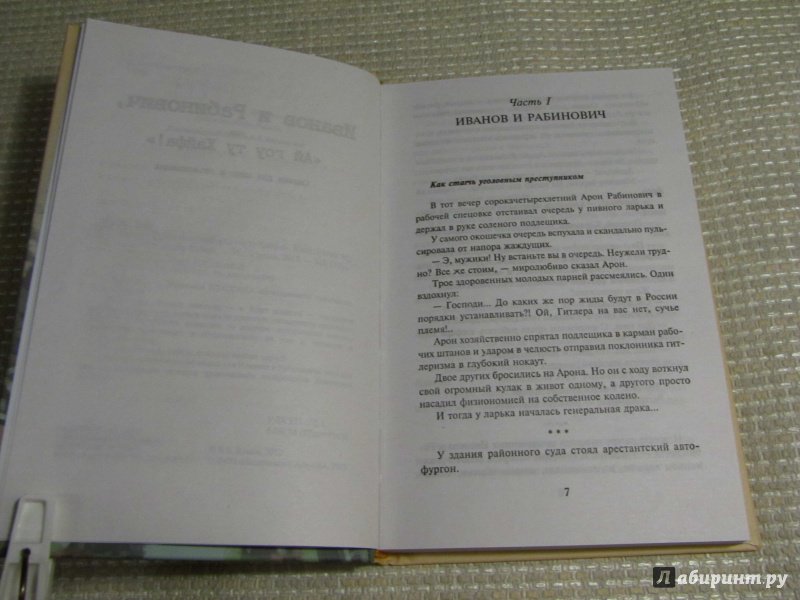 Иванов и Рабинович,
«Ай гоу ту Хайфа!»
Часть I
ИВАНОВ И РАБИНОВИЧ
Как стать уголовным преступником
В тот вечер сорокачетырехлетний Арон Рабинович в
рабочей спецовке отстаивал очередь у пивного ларька и
держал в руке соленого подлещика.
У самого окошечка очередь вспухала и скандально пуль-
сировала от напора жаждущих.
— Э, мужики! Ну встаньте вы в очередь. Неужели труд-
но? Все же стоим, — миролюбиво сказал Арон.
Трое здоровенных молодых парней рассмеялись. Один
вздохнул:
— Господи... До каких же пор жиды будут в России
порядки устанавливать?! Ой, Гитлера на вас нет, сучье
племя!..
Арон хозяйственно спрятал подлещика в карман рабо-
чих штанов и ударом в челюсть отправил поклонника гит-
леризма в глубокий нокаут.
Двое других бросились на Арона. Но он с ходу воткнул
свой огромный кулак в живот одному, а другого просто
насадил физиономией на собственное колено.
И тогда у ларька началась генеральная драка...
* * *
У здания районного суда стоял арестантский авто-
фургон.
7
Лабиринт.ру